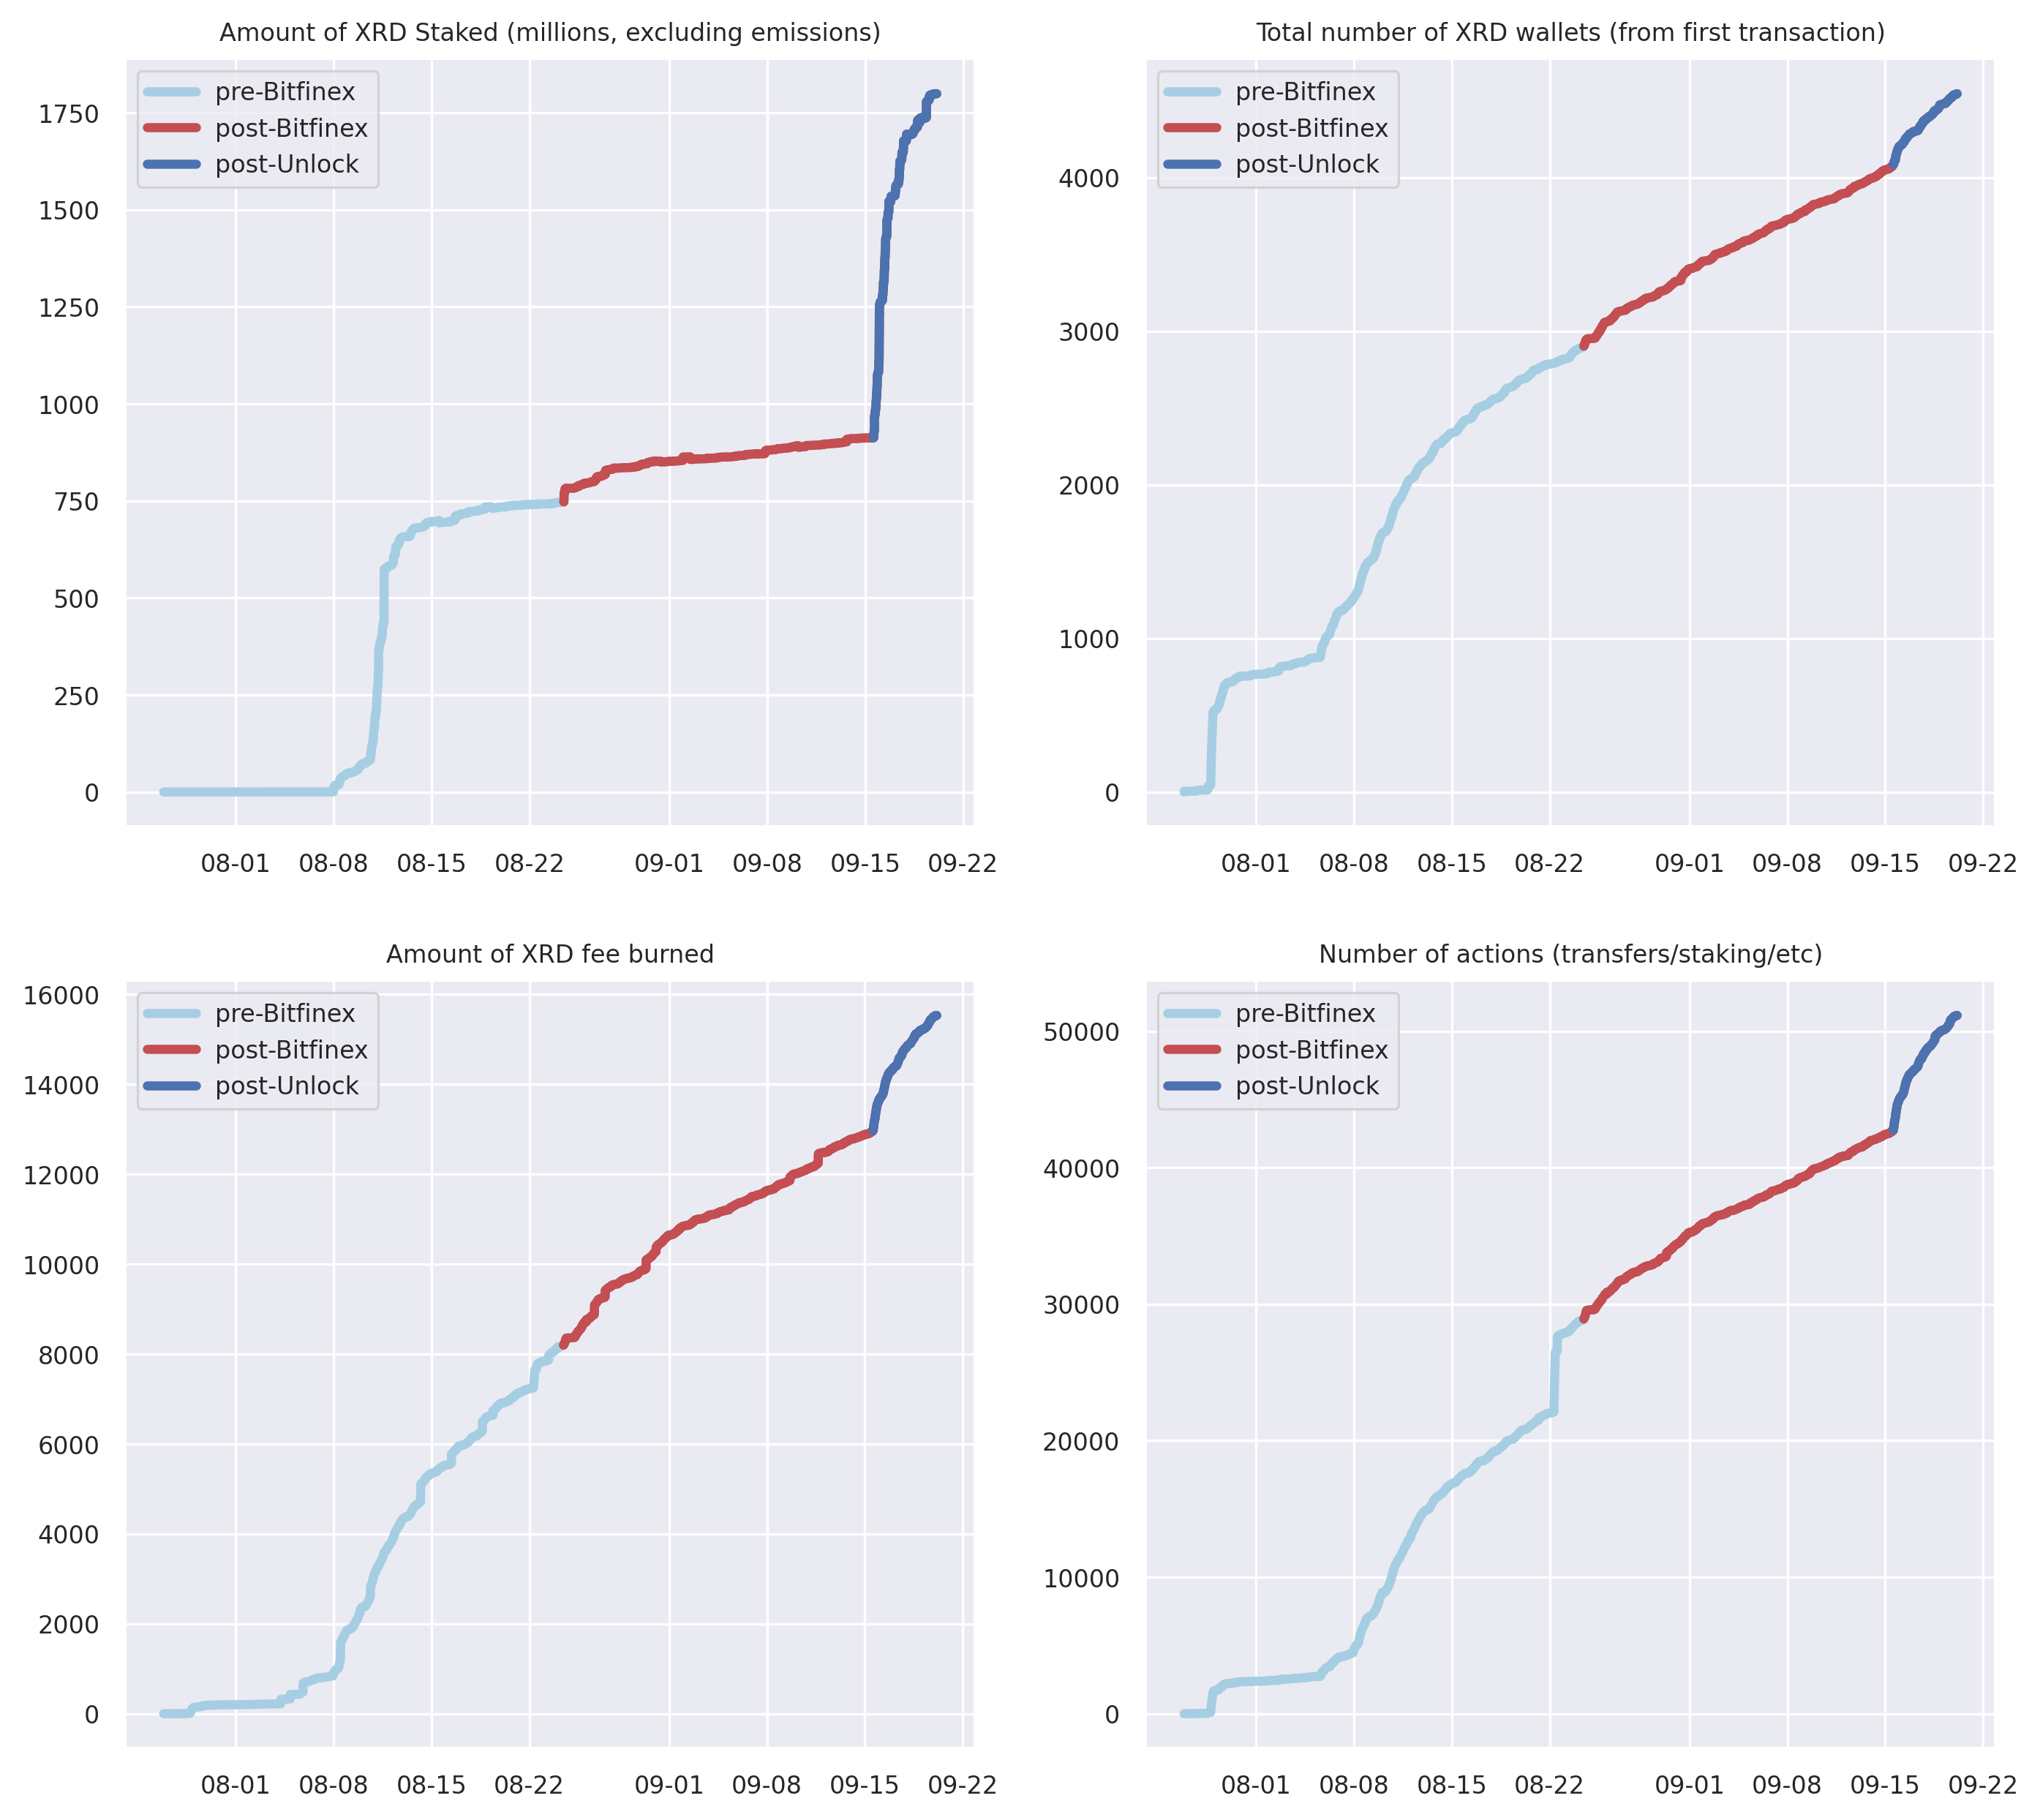 Amount of XRD Staked (millions, excluding emissions)
pre-Bitfinex
post-Bitfinex
post-Unlock
1750
1500
1250
1000
750
500
250
0
08-01 08-08 08-15 08-22 09-01 09-08 09-15 09-22
Total number of XRD wallets (from first transaction)
pre-Bitfinex
post-Bitfinex
post-Unlock
4000
3000
2000
1000
0
08-01 08-08 08-15 08-22 09-01 09-08 09-15 09-22
Amount of XRD fee burned
pre-Bitfinex
post-Bitfinex
post-Unlock
16000
14000
12000
10000
8000
6000
4000
2000
0
08-01 08-08 08-15 08-22 09-01 09-08 09-15 09-22
Number of actions (transfers/staking/etc)
pre-Bitfinex
post-Bitfinex
post-Unlock
50000
40000
30000
20000
10000
0
08-01 08-08 08-15 08-22 09-01 09-08 09-15 09-22